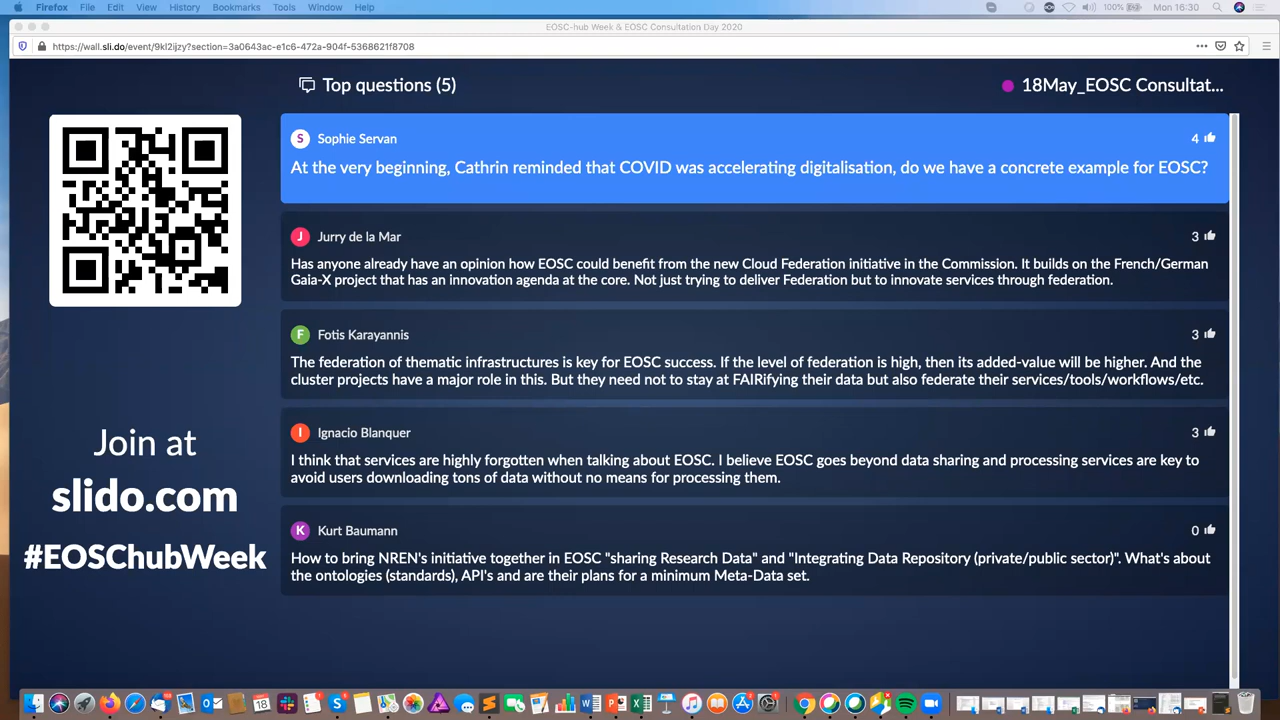 Firefox File Edit View History Bookmarks Tools Window Help 100% Mon 16:30
EOSC-hub Week & EOSC Consultation Day 2020
https://wall.sli.do/event/9kl2ijzy?section=3a0643ac-e1c6-472a-904f-5368621f8708
Top questions (5)
18May_EOSC Consultat...
S Sophie Servan 4
At the very beginning, Cathrin reminded that COVID was accelerating digitalisation, do we have a concrete example for EOSC?
J Jurry de la Mar 3
Has anyone already have an opinion how EOSC could benefit from the new Cloud Federation initiative in the Commission. It builds on the French/German
Gaia-X project that has an innovation agenda at the core. Not just trying to deliver Federation but to innovate services through federation.
F Fotis Karayannis 3
The federation of thematic infrastructures is key for EOSC success. If the level of federation is high, then its added-value will be higher. And the
cluster projects have a major role in this. But they need not to stay at FAIRifying their data but also federate their services/tools/workflows/etc.
I Ignacio Blanquer 3
I think that services are highly forgotten when talking about EOSC. I believe EOSC goes beyond data sharing and processing services are key to
avoid users downloading tons of data without no means for processing them.
K Kurt Baumann 0
How to bring NREN's initiative together in EOSC "sharing Research Data" and "Integrating Data Repository (private/public sector)". What's about
the ontologies (standards), API's and are their plans for a minimum Meta-Data set.
Join at
slido.com
#EOSChubWeek
18